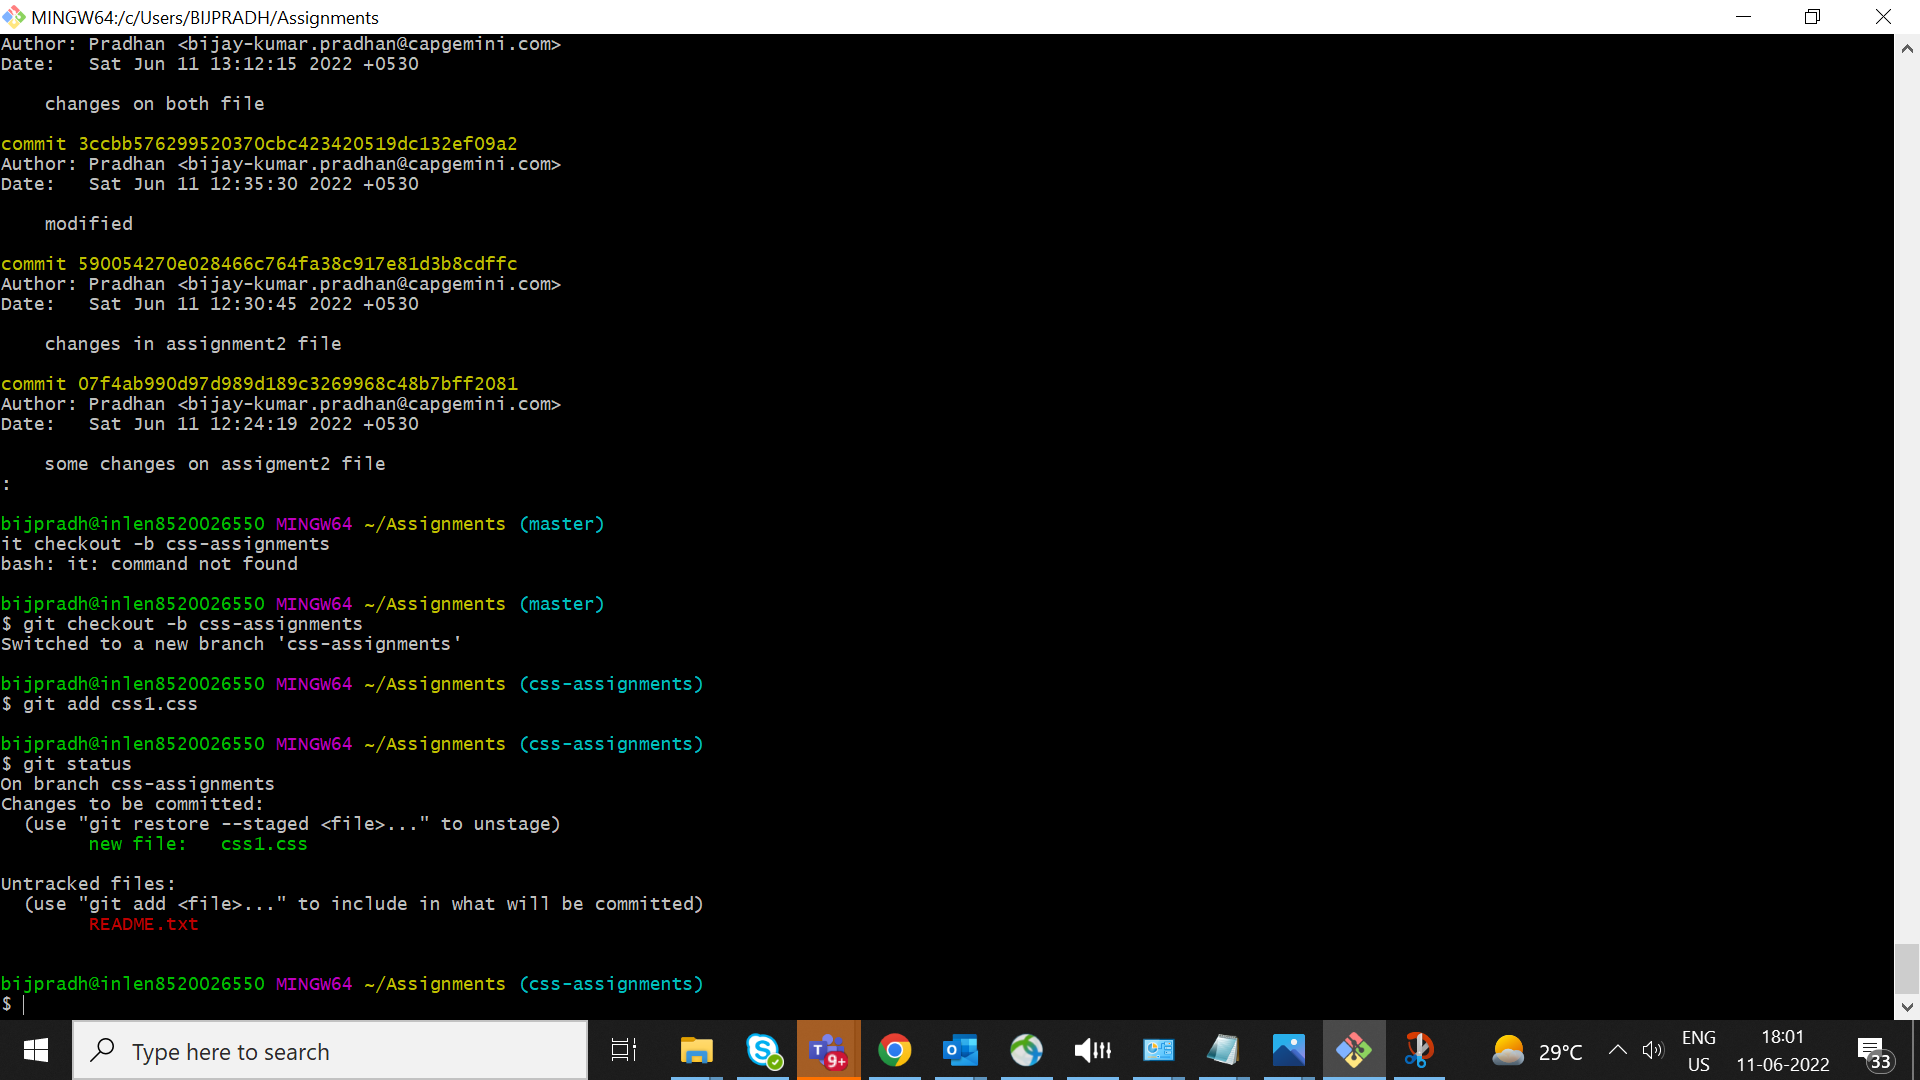 MINGW64:/c/Users/BIJPRADH/Assignments
Author: Pradhan <bijay-kumar.pradhan@capgemini.com>
Date:   Sat Jun 11 13:12:15 2022 +0530
    changes on both file
commit 3ccbb576299520370cbc423420519dc132ef09a2
Author: Pradhan <bijay-kumar.pradhan@capgemini.com>
Date:   Sat Jun 11 12:35:30 2022 +0530
    modified
commit 590054270e028466c764fa38c917e81d3b8cdffc
Author: Pradhan <bijay-kumar.pradhan@capgemini.com>
Date:   Sat Jun 11 12:30:45 2022 +0530
    changes in assignment2 file
commit 07f4ab990d97d989d189c3269968c48b7bff2081
Author: Pradhan <bijay-kumar.pradhan@capgemini.com>
Date:   Sat Jun 11 12:24:19 2022 +0530
    some changes on assigment2 file
:
bijpradh@inlen8520026550 MINGW64 ~/Assignments (master)
it checkout -b css-assignments
bash: it: command not found
bijpradh@inlen8520026550 MINGW64 ~/Assignments (master)
$ git checkout -b css-assignments
Switched to a new branch 'css-assignments'
bijpradh@inlen8520026550 MINGW64 ~/Assignments (css-assignments)
$ git add css1.css
bijpradh@inlen8520026550 MINGW64 ~/Assignments (css-assignments)
$ git status
On branch css-assignments
Changes to be committed:
  (use "git restore --staged <file>..." to unstage)
        new file:   css1.css
Untracked files:
  (use "git add <file>..." to include in what will be committed)
        README.txt
bijpradh@inlen8520026550 MINGW64 ~/Assignments (css-assignments)
$
Type here to search
9+
29°C
ENG
US
18:01
11-06-2022
33